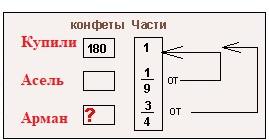 конфеты Части
Купили 180 1
Асель 1/9 от
Арман ? 3/4 от